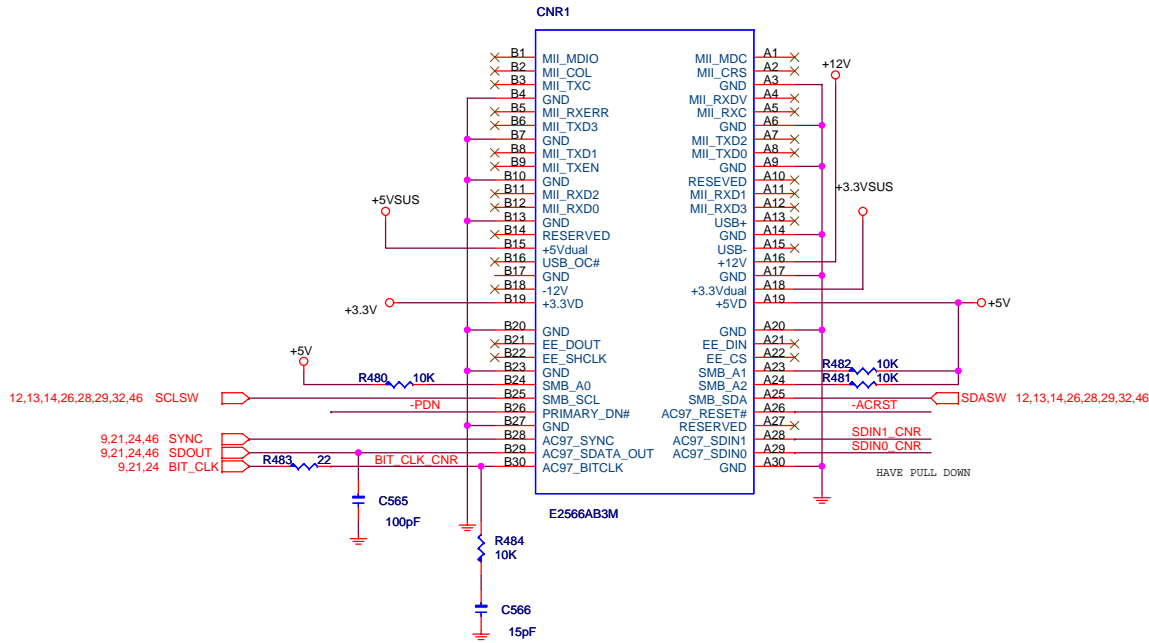 CNR1
B1 MII_MDIO MII_MDC A1
B2 MII_COL MII_CRS A2 +12V
B3 MII_TXC GND A3
B4 GND MII_RXDV A4
B5 MII_RXERR MII_RXC A5
B6 MII_TXD3 GND A6
B7 GND MII_TXD2 A7
B8 MII_TXD1 MII_TXD0 A8
B9 MII_TXEN GND A9
B10 GND RESEVED A10
+5VSUS B11 MII_RXD2 MII_RXD1 A11 +3.3VSUS
B12 MII_RXD0 MII_RXD3 A12
B13 GND USB+ A13
B14 RESERVED GND A14
B15 +5Vdual USB- A15
B16 USB_OC# +12V A16
B17 GND GND A17
B18 -12V +3.3Vdual A18
+3.3V B19 +3.3VD +5VD A19 +5V
B20 GND GND A20
B21 EE_DOUT EE_DIN A21
+5V B22 EE_SHCLK EE_CS A22
B23 GND SMB_A1 A23 R482 10K
R480 10K B24 SMB_A0 SMB_A2 A24 R481 10K
12,13,14,26,28,29,32,46 SCLSW B25 SMB_SCL SMB_SDA A25 SDASW 12,13,14,26,28,29,32,46
-PDN B26 PRIMARY_DN# AC97_RESET# A26 -ACRST
B27 GND RESERVED A27
9,21,24,46 SYNC B28 AC97_SYNC AC97_SDIN1 A28 SDIN1_CNR
9,21,24,46 SDOUT B29 AC97_SDATA_OUT AC97_SDIN0 A29 SDIN0_CNR
9,21,24 BIT_CLK R483 22 BIT_CLK_CNR B30 AC97_BITCLK GND A30
HAVE PULL DOWN
C565
100pF
E2566AB3M
R484
10K
C566
15pF